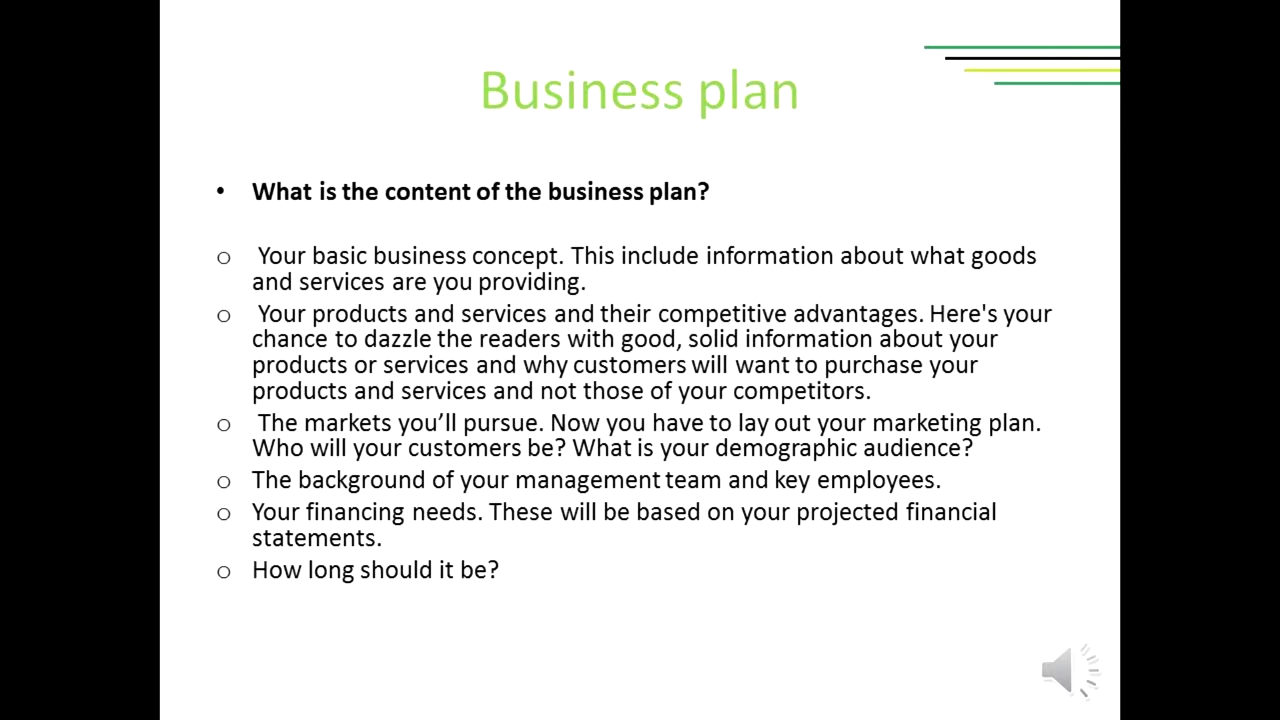 Business plan
• What is the content of the business plan?
o Your basic business concept. This include information about what goods
and services are you providing.
o Your products and services and their competitive advantages. Here's your
chance to dazzle the readers with good, solid information about your
products or services and why customers will want to purchase your
products and services and not those of your competitors.
o The markets you’ll pursue. Now you have to lay out your marketing plan.
Who will your customers be? What is your demographic audience?
o The background of your management team and key employees.
o Your financing needs. These will be based on your projected financial
statements.
o How long should it be?